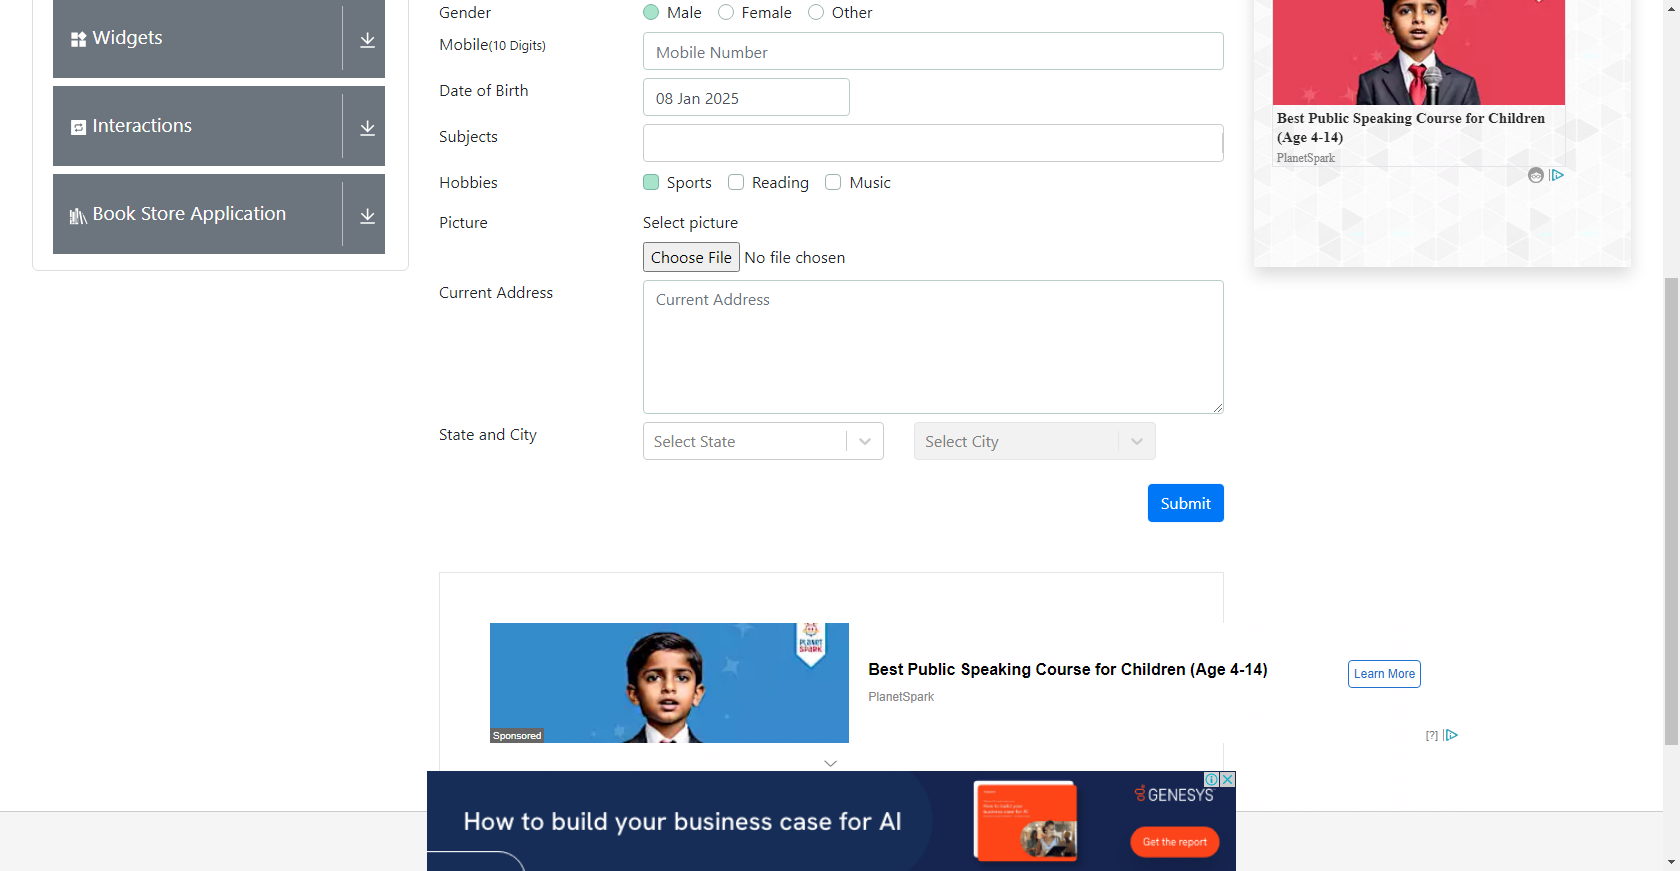 Widgets
Interactions
Book Store Application
Gender
Male
Female
Other
Mobile(10 Digits)
Mobile Number
Date of Birth
08 Jan 2025
Subjects
Hobbies
Sports
Reading
Music
Picture
Select picture
Choose File No file chosen
Current Address
Current Address
State and City
Select State
Select City
Submit
Best Public Speaking Course for Children
(Age 4-14)
PlanetSpark
PLANET
SPARK
Sponsored
Best Public Speaking Course for Children (Age 4-14)
PlanetSpark
Learn More
[?]
How to build your business case for AI
GENESYS
Get the report